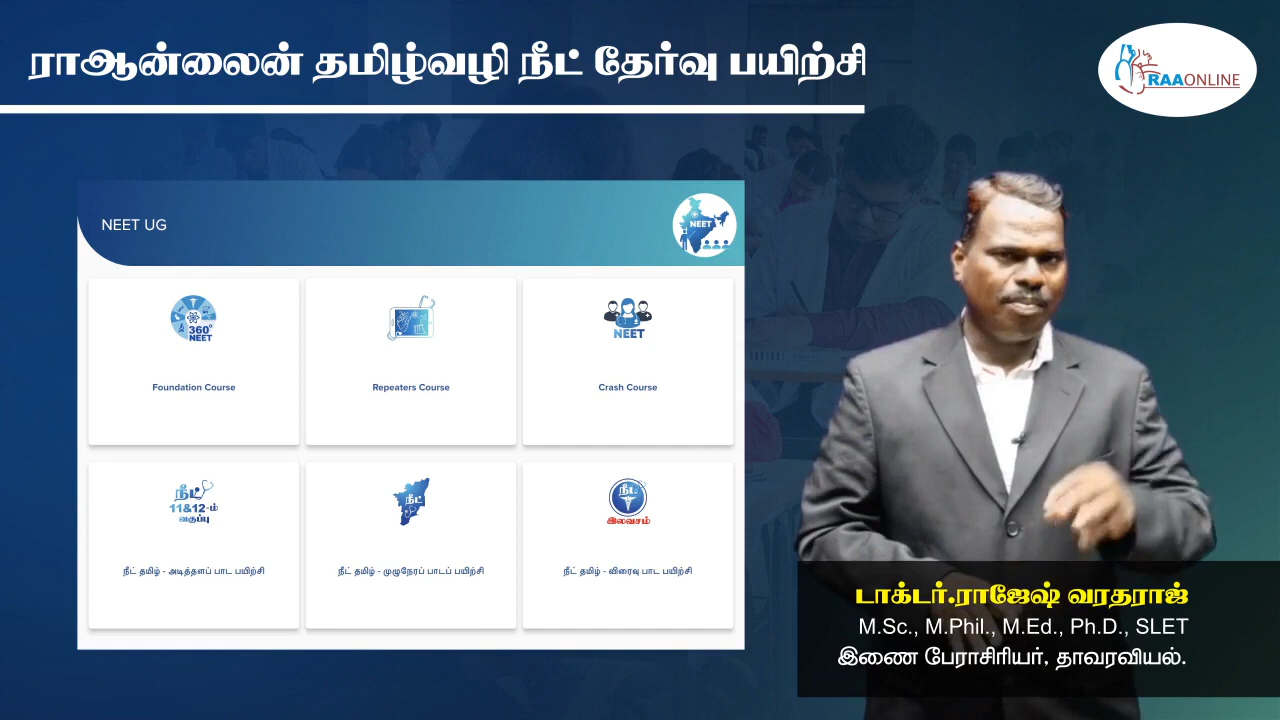 ராஆன்லைன் தமிழ்வழி நீட் தேர்வு பயிற்சி
RAAONLINE
NEET UG
NEET
360°
NEET
NEET
Foundation Course
Repeaters Course
Crash Course
நீட்
11&12-ம்
வகுப்பு
நீட்
நீட்
இலவசம்
நீட் தமிழ் - அடித்தளப் பாட பயிற்சி
நீட் தமிழ் - முழுநேரப் பாடப் பயிற்சி
நீட் தமிழ் - விரைவு பாட பயிற்சி
டாக்டர்.ராஜேஷ் வரதராஜ்
M.Sc., M.Phil., M.Ed., Ph.D., SLET
இணை பேராசிரியர், தாவரவியல்.